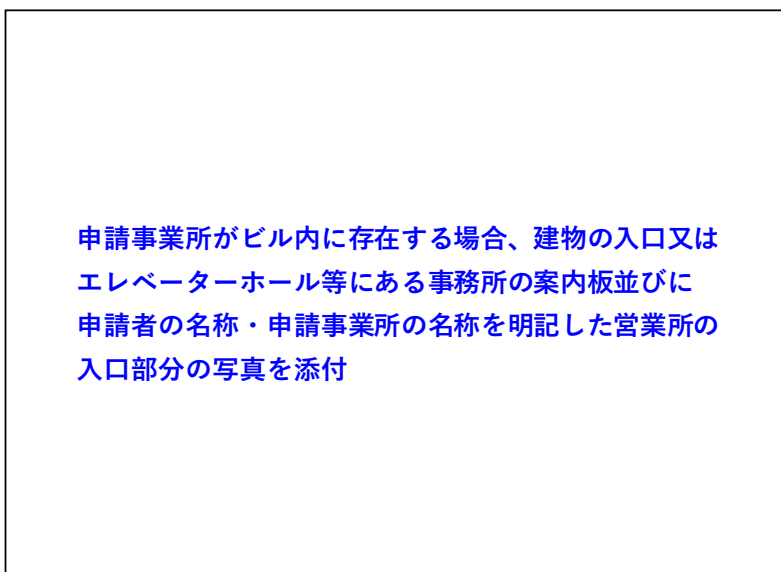 申請事業所がビル内に存在する場合、建物の入口又は
エレベーターホール等にある事務所の案内板並びに
申請者の名称・申請事業所の名称を明記した営業所の
入口部分の写真を添付